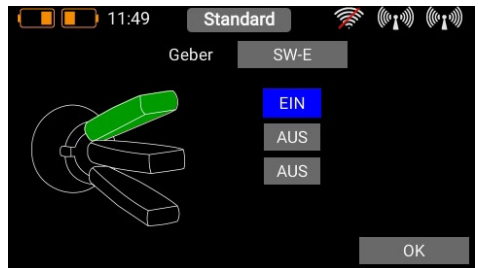 11:49 Standard
Geber SW-E
EIN
AUS
AUS
OK